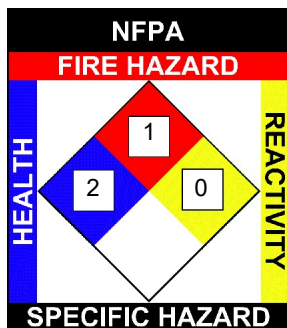 NFPA
FIRE HAZARD
1
HEALTH
2
0
REACTIVITY
SPECIFIC HAZARD